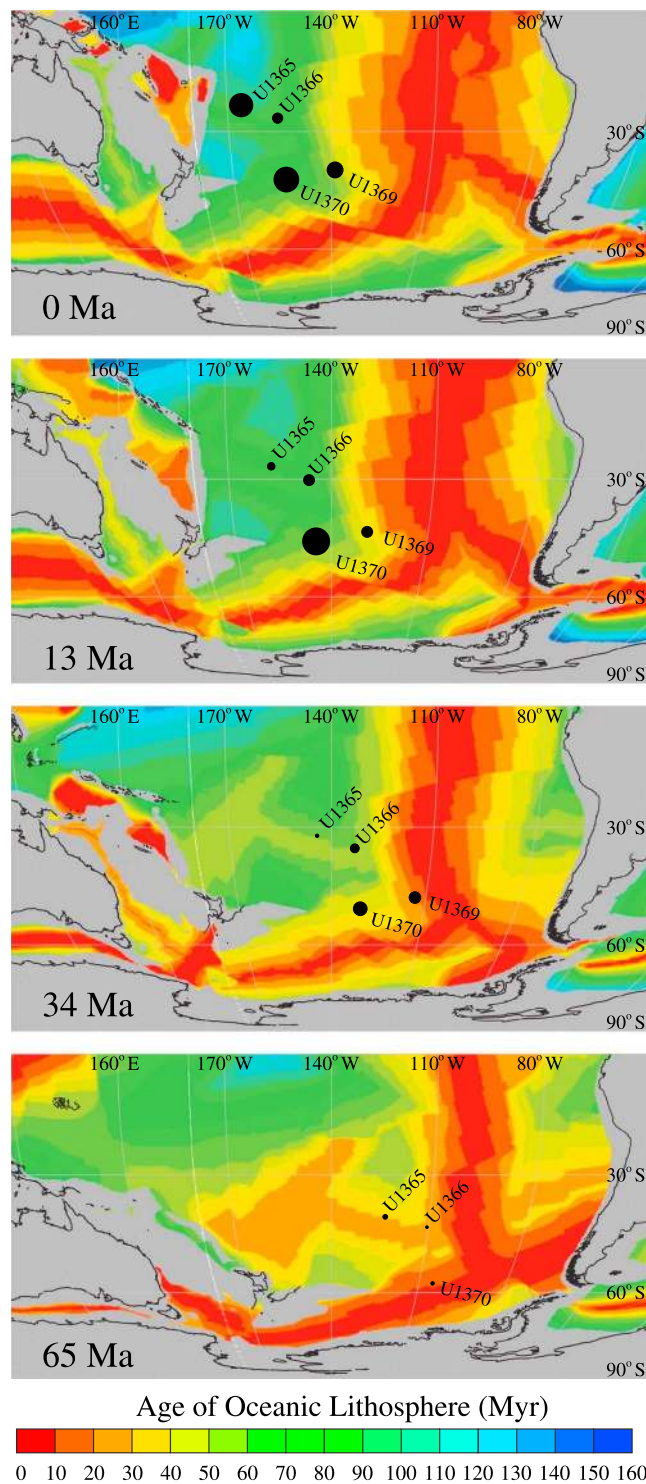 160°E 170°W 140°W 110°W 80°W
U1365
U1366
30°S
U1369
U1370
60°S
0 Ma
90°S
160°E 170°W 140°W 110°W 80°W
U1365
U1366
30°S
U1369
U1370
60°S
13 Ma
90°S
160°E 170°W 140°W 110°W 80°W
U1365
U1366
30°S
U1369
U1370
60°S
34 Ma
90°S
160°E 170°W 140°W 110°W 80°W
30°S
U1365
U1366
U1370
60°S
65 Ma
90°S
Age of Oceanic Lithosphere (Myr)
0 10 20 30 40 50 60 70 80 90 100 110 120 130 140 150 160